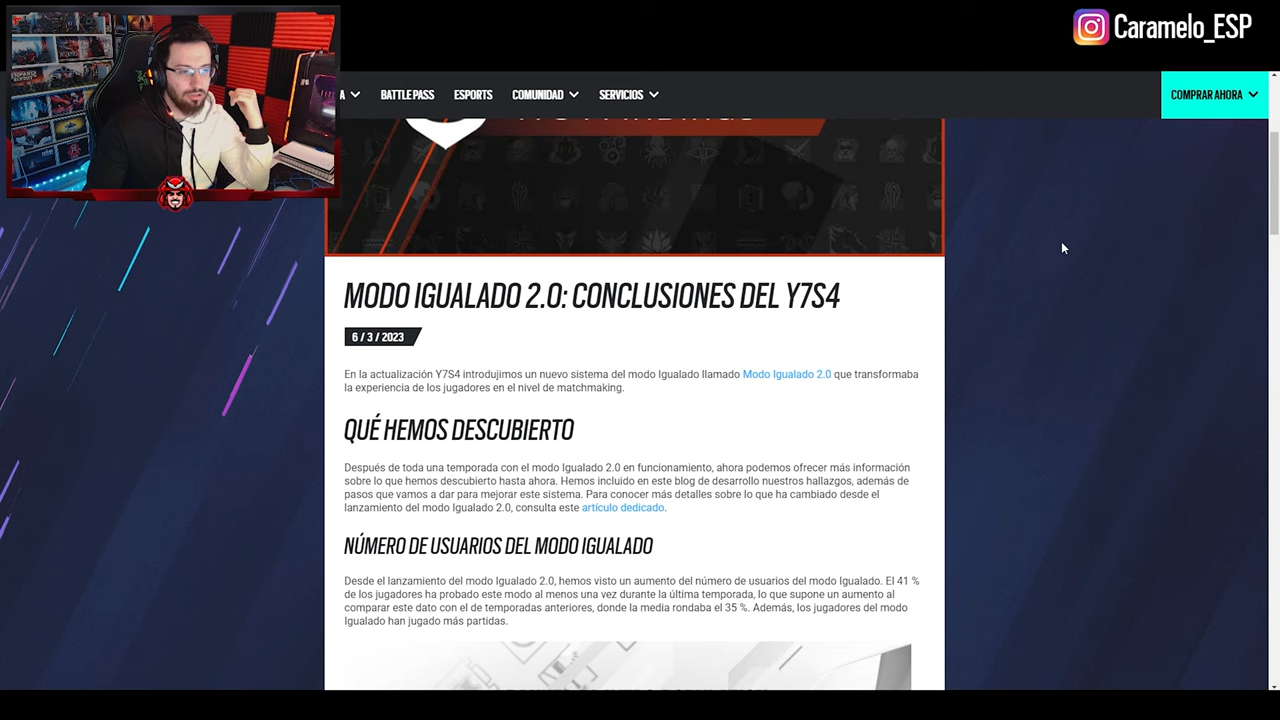 Caramelo_ESP
A
BATTLE PASS
ESPORTS
COMUNIDAD
SERVICIOS
COMPRAR AHORA
MODO IGUALADO 2.0: CONCLUSIONES DEL Y7S4
6 / 3 / 2023
En la actualización Y7S4 introdujimos un nuevo sistema del modo Igualado llamado Modo Igualado 2.0 que transformaba
la experiencia de los jugadores en el nivel de matchmaking.
QUÉ HEMOS DESCUBIERTO
Después de toda una temporada con el modo Igualado 2.0 en funcionamiento, ahora podemos ofrecer más información
sobre lo que hemos descubierto hasta ahora. Hemos incluido en este blog de desarrollo nuestros hallazgos, además de
pasos que vamos a dar para mejorar este sistema. Para conocer más detalles sobre lo que ha cambiado desde el
lanzamiento del modo Igualado 2.0, consulta este artículo dedicado.
NÚMERO DE USUARIOS DEL MODO IGUALADO
Desde el lanzamiento del modo Igualado 2.0, hemos visto un aumento del número de usuarios del modo Igualado. El 41 %
de los jugadores ha probado este modo al menos una vez durante la última temporada, lo que supone un aumento al
comparar este dato con el de temporadas anteriores, donde la media rondaba el 35 %. Además, los jugadores del modo
Igualado han jugado más partidas.